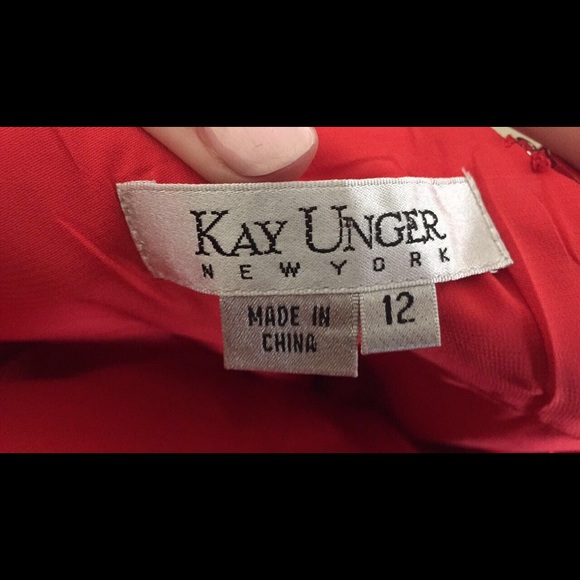 KAY UNGER
NEW YORK
MADE IN
CHINA
12